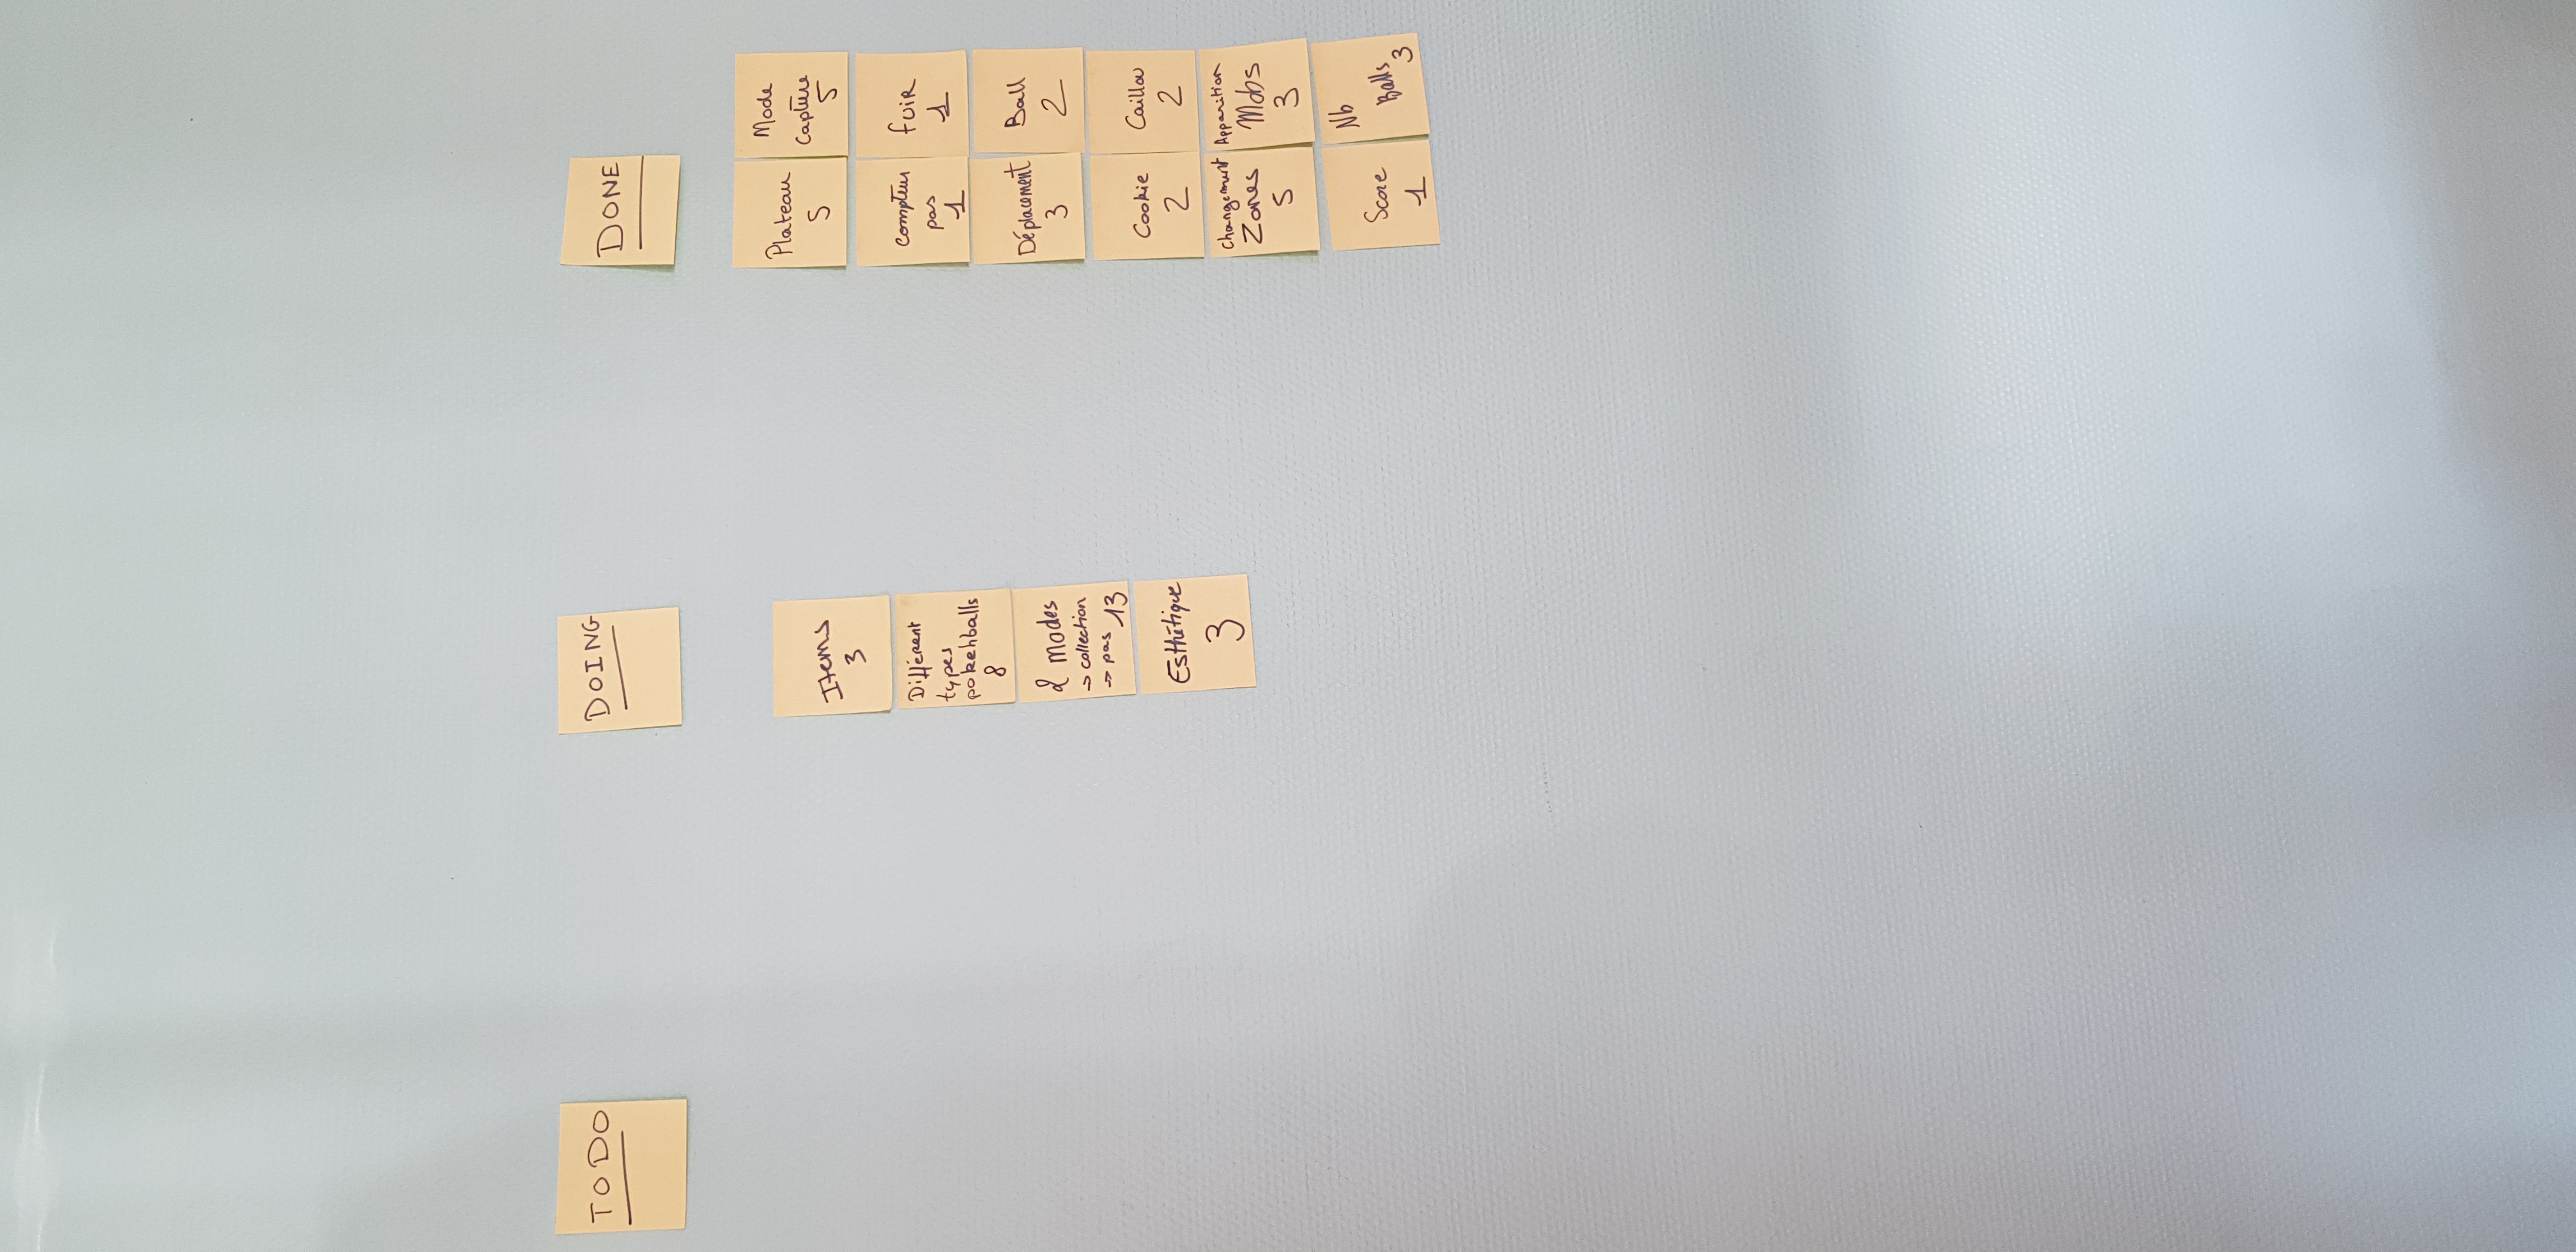 TODO
DOING
DONE
Items
3
Différent
types
pokehballs
8
2 modes
→ collection
→ pas 13
Esthétique
3
Plateau
5
Mode
Capture
5
Compteur
pas
1
fuir
1
Déplacement
3
Ball
2
Cookie
2
Caillou
2
Changement
Zones
5
Apparition
Mobs
3
Score
1
Nb
Balls
3